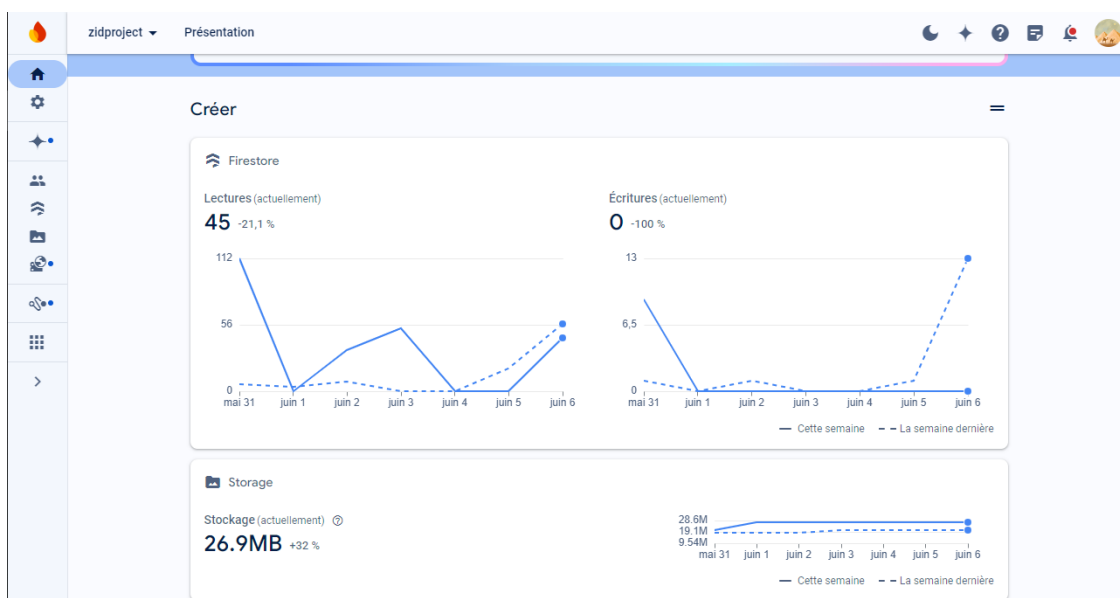 zidproject Présentation
Créer
Firestore
Lectures (actuellement)
45 -21,1 %
112
56
0
mai 31 juin 1 juin 2 juin 3 juin 4 juin 5 juin 6
Écritures (actuellement)
0 -100 %
13
6,5
0
mai 31 juin 1 juin 2 juin 3 juin 4 juin 5 juin 6
Cette semaine La semaine dernière
Storage
Stockage (actuellement)
26.9MB +32 %
28.6M
19.1M
9.54M
mai 31 juin 1 juin 2 juin 3 juin 4 juin 5 juin 6
Cette semaine La semaine dernière